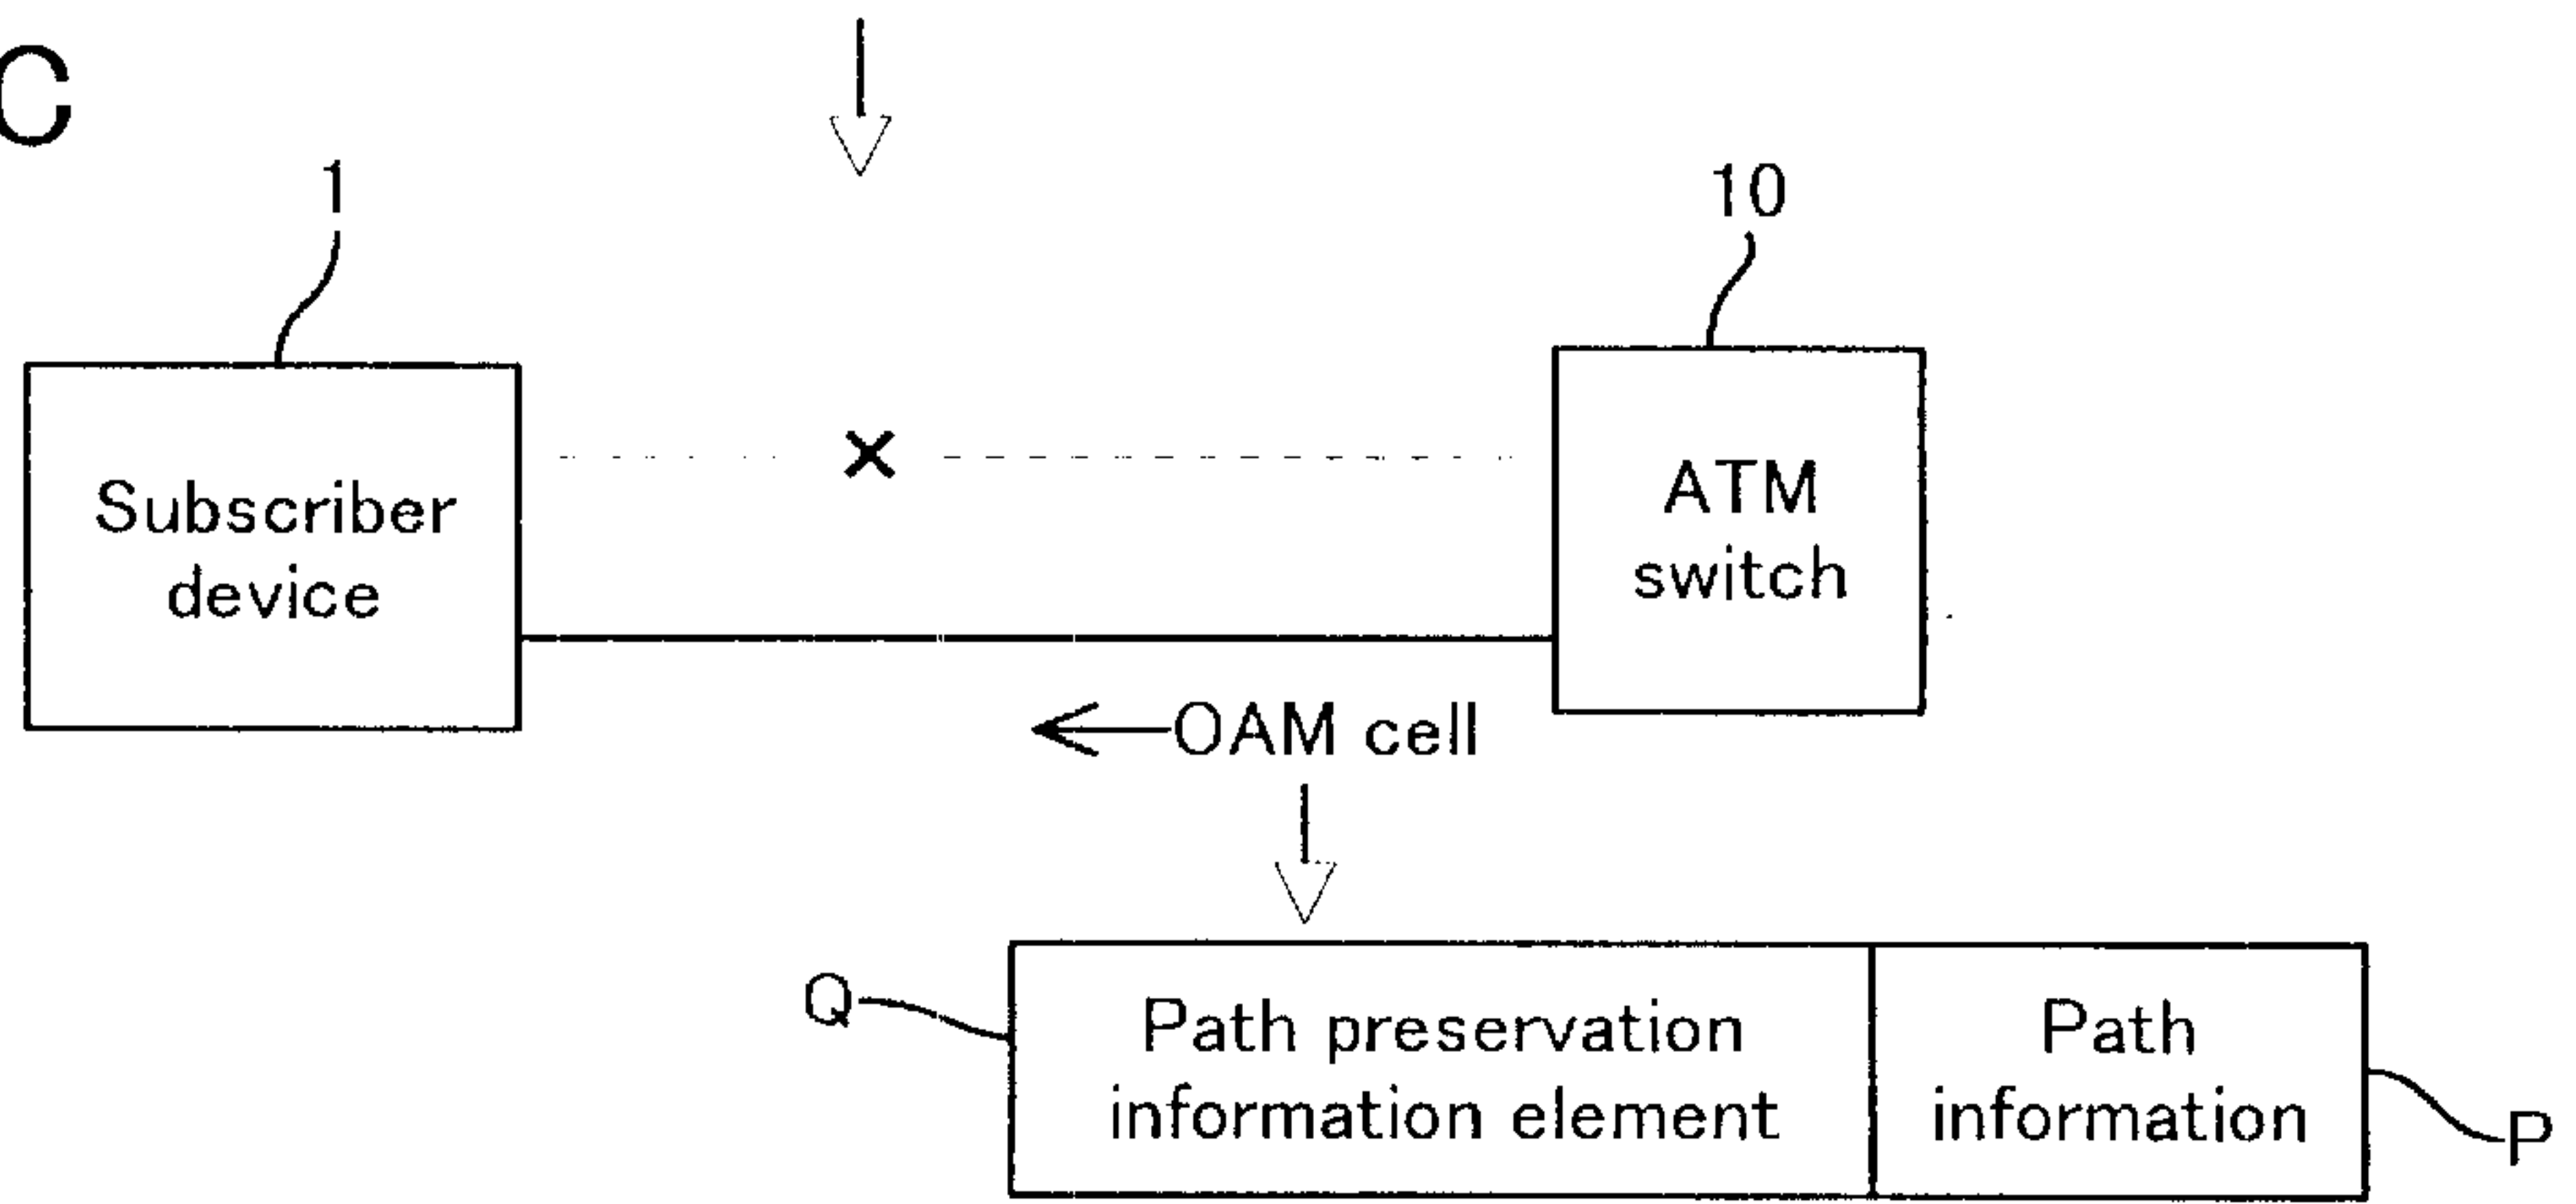 C
1
10
×
Subscriber
device
ATM
switch
OAM cell
Q
Path preservation
information element
Path
information
P